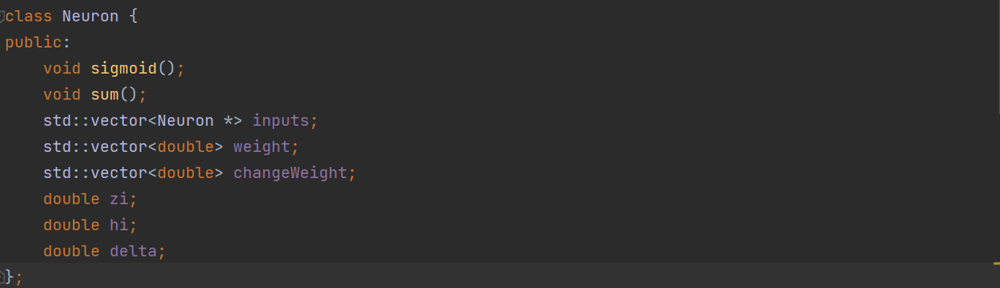 class Neuron {
public:
    void sigmoid();
    void sum();
    std::vector<Neuron *> inputs;
    std::vector<double> weight;
    std::vector<double> changeWeight;
    double zi;
    double hi;
    double delta;
};